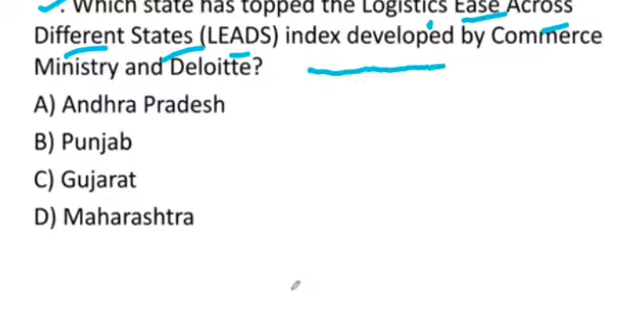 . Which state has topped the Logistics Ease Across
Different States (LEADS) index developed by Commerce
Ministry and Deloitte?
A) Andhra Pradesh
B) Punjab
C) Gujarat
D) Maharashtra